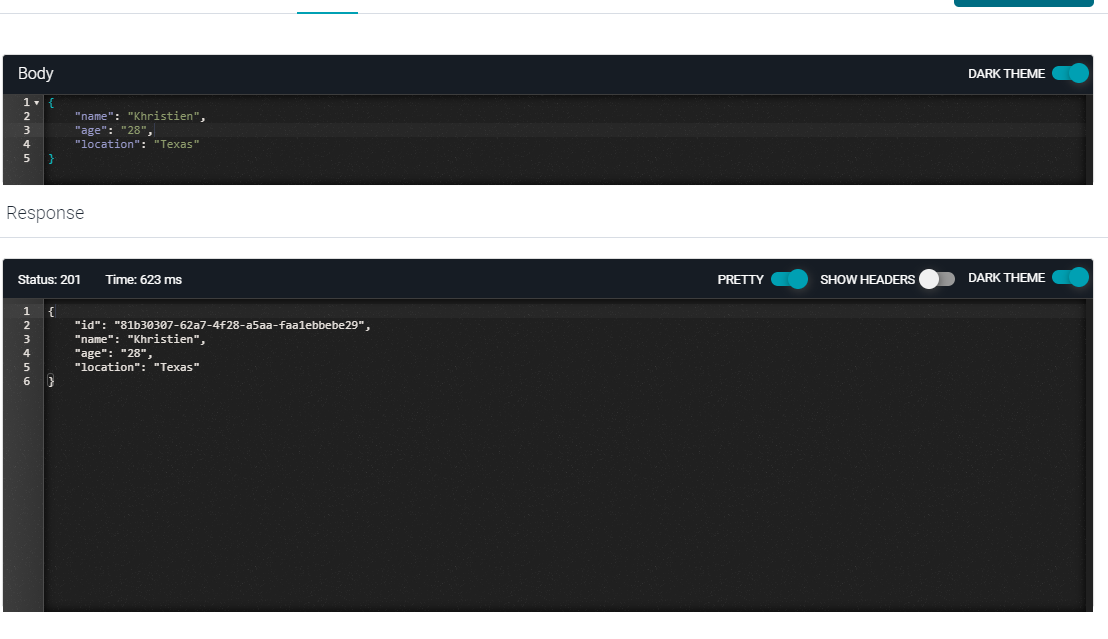 Body
DARK THEME
1 {
2 "name": "Khristien",
3 "age": "28",
4 "location": "Texas"
5 }
Response
Status: 201 Time: 623 ms PRETTY SHOW HEADERS DARK THEME
1 {
2 "id": "81b30307-62a7-4f28-a5aa-faa1ebbebe29",
3 "name": "Khristien",
4 "age": "28",
5 "location": "Texas"
6 }